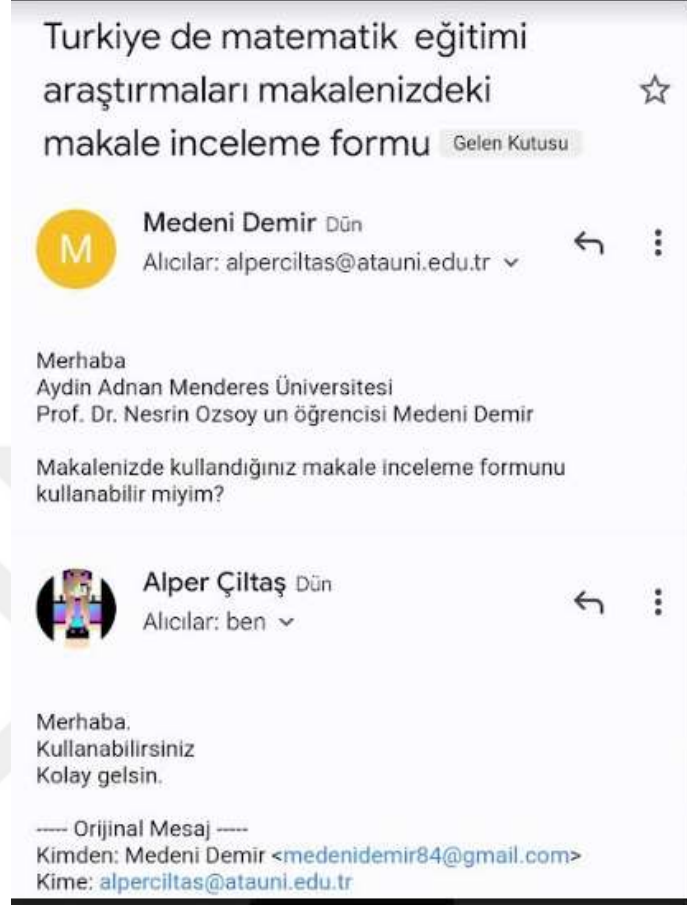 Turkiye de matematik eğitimi
araştırmaları makalenizdeki
makale inceleme formu Gelen Kutusu
M
Medeni Demir Dün
Alıcılar: alperciltas@atauni.edu.tr
Merhaba
Aydin Adnan Menderes Üniversitesi
Prof. Dr. Nesrin Ozsoy un öğrencisi Medeni Demir
Makalenizde kullandığınız makale inceleme formunu
kullanabilir miyim?
Alper Çiltaş Dün
Alıcılar: ben
Merhaba.
Kullanabilirsiniz
Kolay gelsin.
----- Orijinal Mesaj -----
Kimden: Medeni Demir <medenidemir84@gmail.com>
Kime: alperciltas@atauni.edu.tr